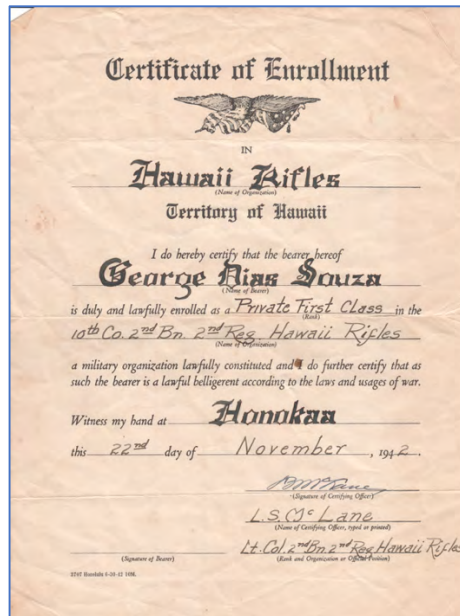 Certificate of Enrollment
IN
Hawaii Rifles
(Name of Organization)
Territory of Hawaii
I do hereby certify that the bearer hereof
George Dias Souza
(Name of Bearer)
is duly and lawfully enrolled as a Private First Class in the
(Rank)
10th Co. 2nd Bn. 2nd Reg. Hawaii Rifles
(Name of Organization)
a military organization lawfully constituted and I do further certify that as
such the bearer is a lawful belligerent according to the laws and usages of war.
Witness my hand at Honokaa
this 22nd day of November, 1942.
(Signature of Certifying Officer)
L.S. Mc Lane
(Name of Certifying Officer, typed or printed)
Lt. Col. 2nd Bn. 2nd Reg. Hawaii Rifles
(Signature of Bearer) (Rank and Organization or Official Position)